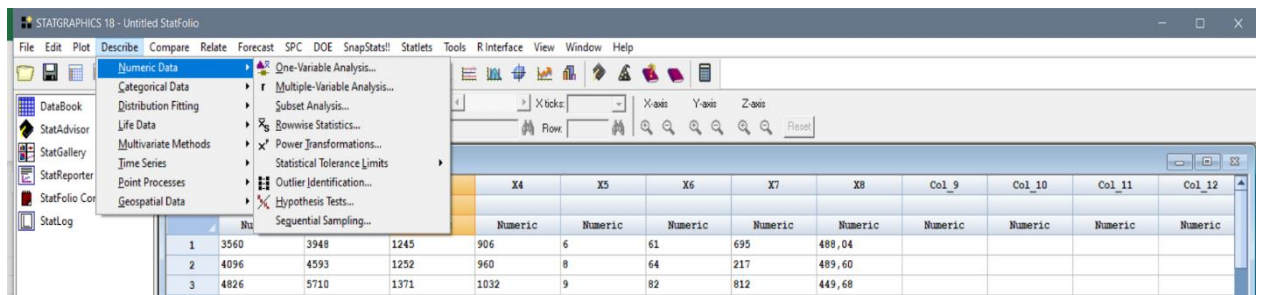 STATGRAPHICS 18 - Untitled StatFolio
File Edit Plot Describe Compare Relate Forecast SPC DOE SnapStats!! Statlets Tools R Interface View Window Help
Numeric Data
Categorical Data
Distribution Fitting
Life Data
Multivariate Methods
Time Series
Point Processes
Geospatial Data
One-Variable Analysis...
Multiple-Variable Analysis...
Subset Analysis...
Rowwise Statistics...
Power Transformations...
Statistical Tolerance Limits
Outlier Identification...
Hypothesis Tests...
Sequential Sampling...
X ticks: X-axis Y-axis Z-axis
Row: Reset
DataBook
StatAdvisor
StatGallery
StatReporter
StatFolio Co
StatLog
X4 X5 X6 X7 X8 Col_9 Col_10 Col_11 Col_12
Nu Numeric Numeric Numeric Numeric Numeric Numeric Numeric Numeric Numeric
1 3560 3948 1245 906 6 61 695 488,04
2 4096 4593 1252 960 8 64 217 489,60
3 4826 5710 1371 1032 9 82 812 449,68